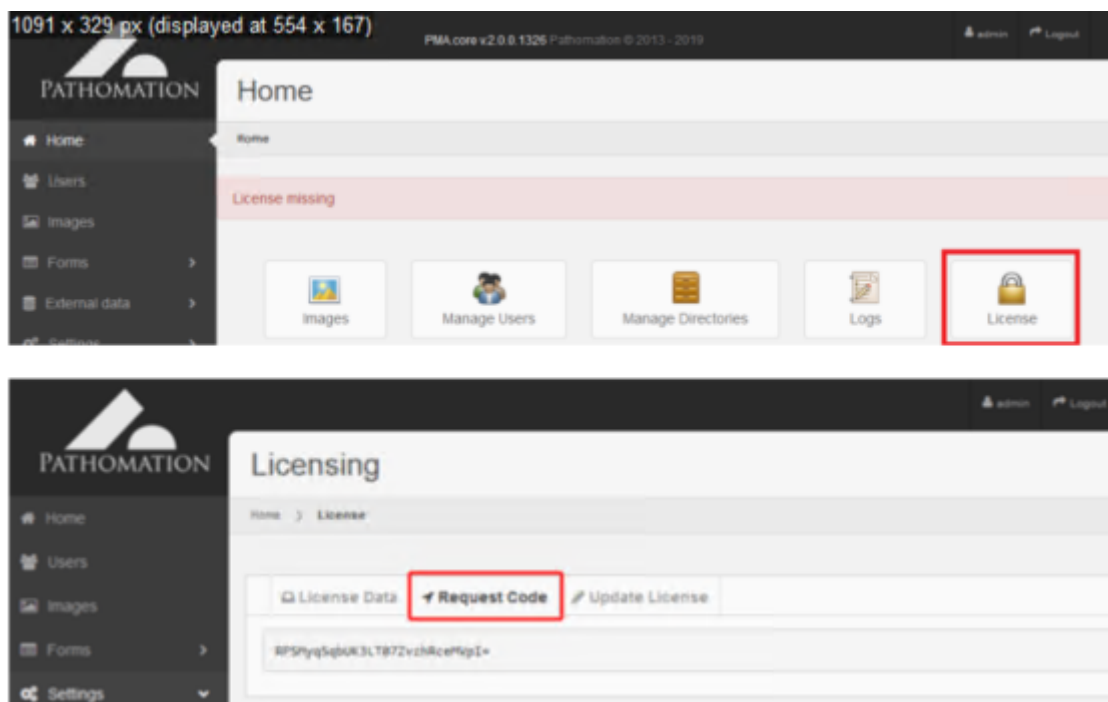 1091 x 329 px (displayed at 554 x 167)
PMA.core v2.0.0.1326 Pathomation © 2013 - 2019
admin
Logout
PATHOMATION
Home
Home
Home
Users
License missing
Images
Forms
External data
Settings
Images
Manage Users
Manage Directories
Logs
License
admin
Logout
PATHOMATION
Licensing
Home
Home > License
Users
License Data
Request Code
Update License
Images
Forms
Settings